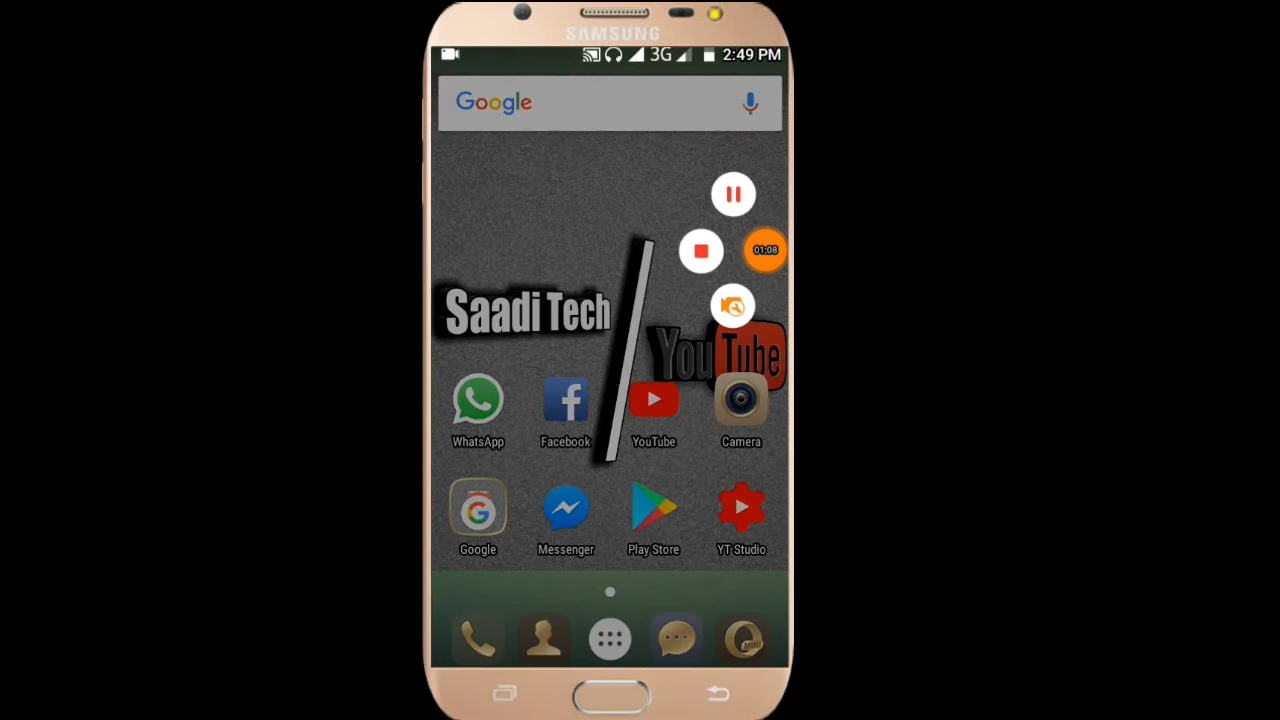 SAMSUNG
3G 2:49 PM
Google
01:08
Saadi Tech
YouTube
WhatsApp Facebook YouTube Camera
Google Messenger Play Store YT Studio
MINI